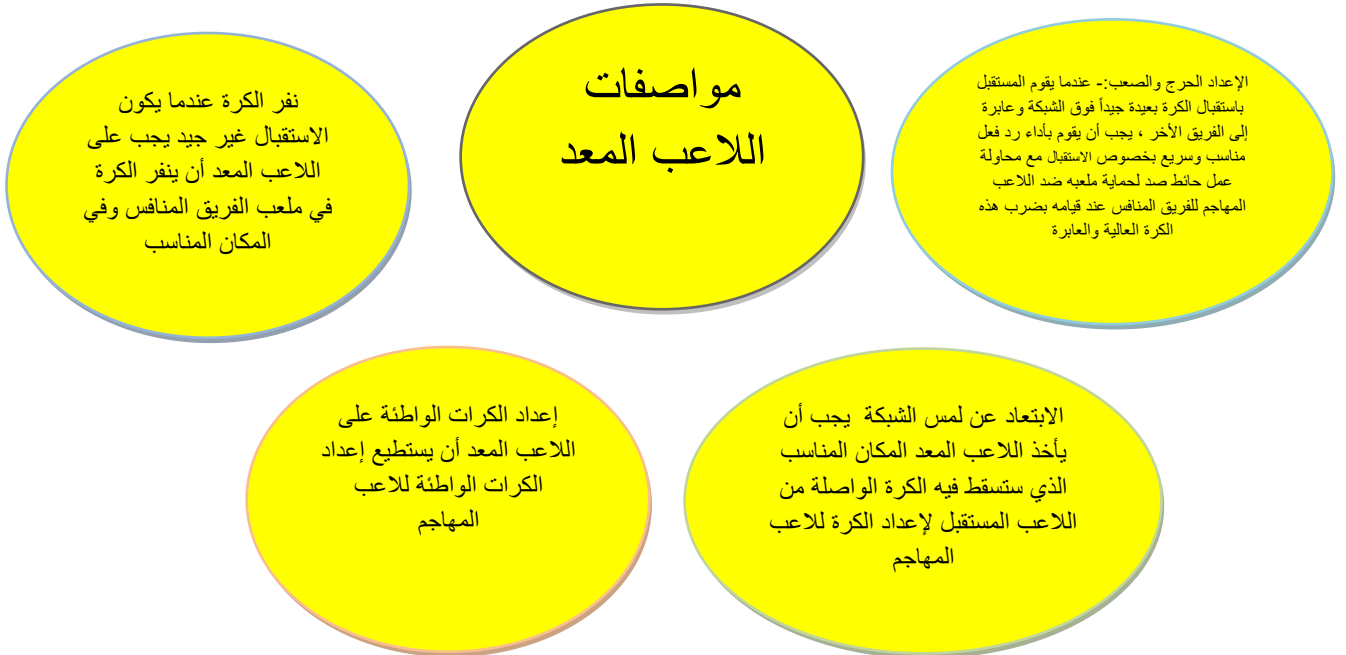 مواصفات
اللاعب المعد
الإعداد الحرج والصعب:- عندما يقوم المستقبل
باستقبال الكرة بعيدة جيداً فوق الشبكة وعابرة
إلى الفريق الأخر ، يجب أن يقوم بأداء رد فعل
مناسب وسريع بخصوص الاستقبال مع محاولة
عمل حائط صد لحماية ملعبه ضد اللاعب
المهاجم للفريق المنافس عند قيامه بضرب هذه
الكرة العالية والعابرة
نفر الكرة عندما يكون
الاستقبال غير جيد يجب على
اللاعب المعد أن ينفر الكرة
في ملعب الفريق المنافس وفي
المكان المناسب
الابتعاد عن لمس الشبكة يجب أن
يأخذ اللاعب المعد المكان المناسب
الذي ستسقط فيه الكرة الواصلة من
اللاعب المستقبل لإعداد الكرة للاعب
المهاجم
إعداد الكرات الواطئة على
اللاعب المعد أن يستطيع إعداد
الكرات الواطئة للاعب
المهاجم